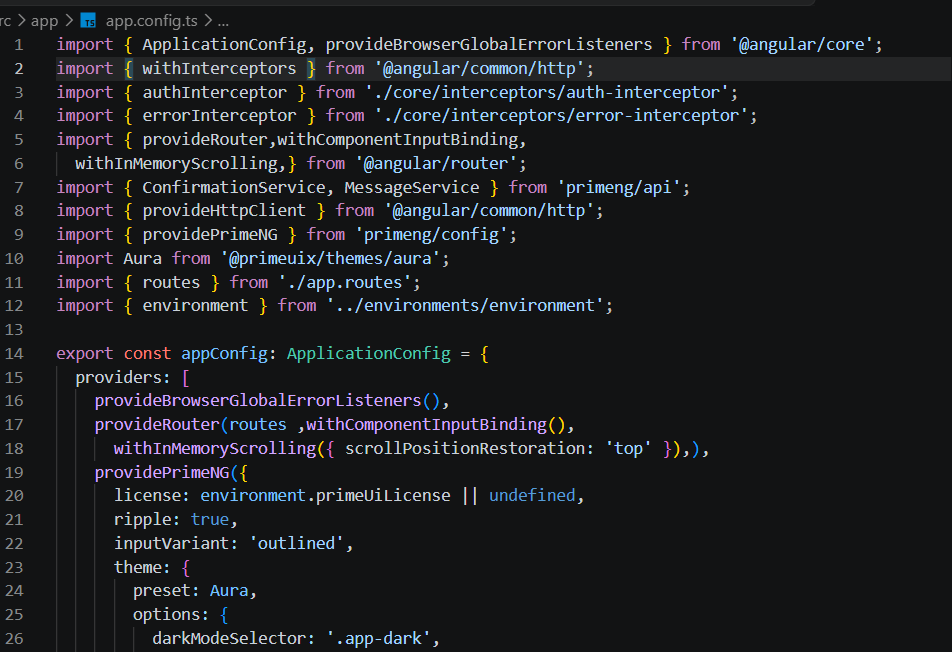 rc > app > TS app.config.ts > ...
1 import { ApplicationConfig, provideBrowserGlobalErrorListeners } from '@angular/core';
2 import { withInterceptors } from '@angular/common/http';
3 import { authInterceptor } from './core/interceptors/auth-interceptor';
4 import { errorInterceptor } from './core/interceptors/error-interceptor';
5 import { provideRouter,withComponentInputBinding,
6   withInMemoryScrolling,} from '@angular/router';
7 import { ConfirmationService, MessageService } from 'primeng/api';
8 import { provideHttpClient } from '@angular/common/http';
9 import { providePrimeNG } from 'primeng/config';
10 import Aura from '@primeuix/themes/aura';
11 import { routes } from './app.routes';
12 import { environment } from '../environments/environment';
13
14 export const appConfig: ApplicationConfig = {
15   providers: [
16     provideBrowserGlobalErrorListeners(),
17     provideRouter(routes ,withComponentInputBinding(),
18       withInMemoryScrolling({ scrollPositionRestoration: 'top' }),),
19     providePrimeNG({
20       license: environment.primeUiLicense || undefined,
21       ripple: true,
22       inputVariant: 'outlined',
23       theme: {
24         preset: Aura,
25         options: {
26           darkModeSelector: '.app-dark',